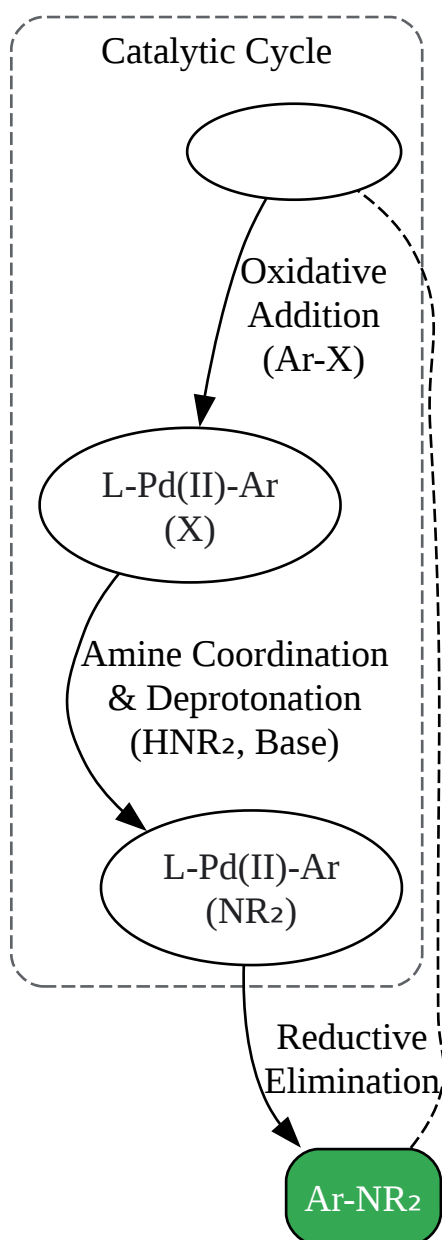 Catalytic Cycle
Oxidative
Addition
(Ar-X)
L-Pd(II)-Ar
(X)
Amine Coordination
& Deprotonation
(HNR₂, Base)
L-Pd(II)-Ar
(NR₂)
Reductive
Elimination
Ar-NR₂